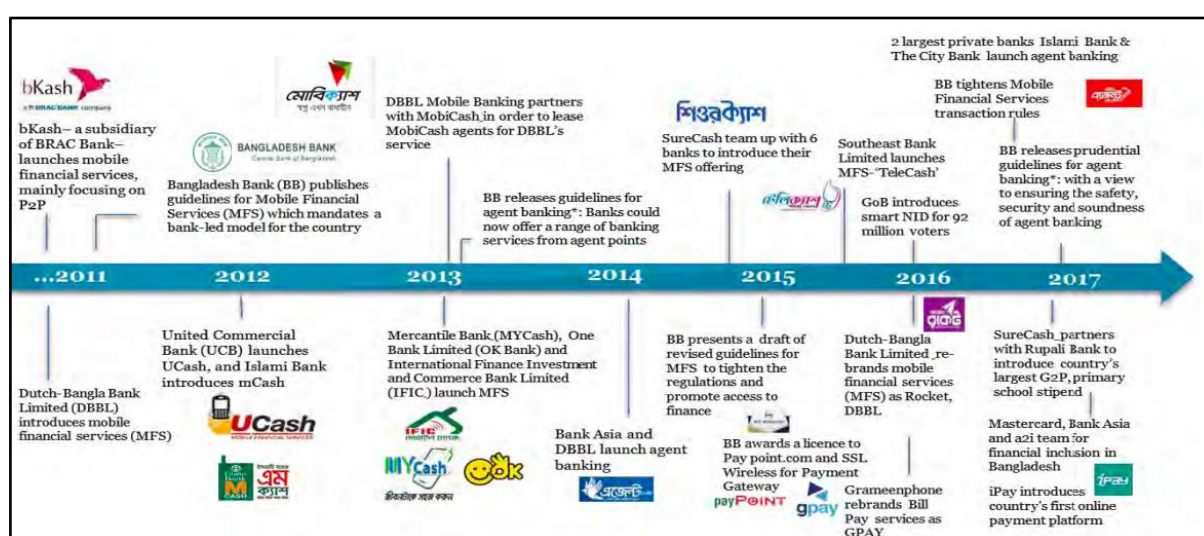 bKash
a BRAC BANK company
bKash– a subsidiary
of BRAC Bank–
launches mobile
financial services,
mainly focusing on
P2P
মোবিক্যাশ
BANGLADESH BANK
Central Bank of Bangladesh
Bangladesh Bank (BB) publishes
guidelines for Mobile Financial
Services (MFS) which mandates a
bank-led model for the country
DBBL Mobile Banking partners
with MobiCash in order to lease
MobiCash agents for DBBL's
service
BB releases guidelines for
agent banking*: Banks could
now offer a range of banking
services from agent points
শিওরক্যাশ
SureCash team up with 6
banks to introduce their
MFS offering
টেলিক্যাশ
Southeast Bank
Limited launches
MFS-'TeleCash'
GoB introduces
smart NID for 92
million voters
2 largest private banks Islami Bank &
The City Bank launch agent banking
BB tightens Mobile
Financial Services
transaction rules
এজেন্ট
BB releases prudential
guidelines for agent
banking*: with a view
to ensuring the safety,
security and soundness
of agent banking
...2011
2012
2013
2014
2015
2016
2017
Dutch-Bangla Bank
Limited (DBBL)
introduces mobile
financial services (MFS)
United Commercial
Bank (UCB) launches
UCash, and Islami Bank
introduces mCash
UCash
MOBILE FINANCIAL SERVICES
M
CASH
এম
ক্যাশ
Mercantile Bank (MYCash), One
Bank Limited (OK Bank) and
International Finance Investment
and Commerce Bank Limited
(IFIC) launch MFS
IFIC
MYCash
OK
Bank Asia and
DBBL launch agent
banking
এজেন্ট
BB presents a draft of
revised guidelines for
MFS to tighten the
regulations and
promote access to
finance
BB awards a licence to
Pay point.com and SSL
Wireless for Payment
Gateway
payPOINT
gpay
রকেট
Dutch-Bangla
Bank Limited re-
brands mobile
financial services
(MFS) as Rocket,
DBBL
Grameenphone
rebrands Bill
Pay services as
GPAY
SureCash partners
with Rupali Bank to
introduce country's
largest G2P, primary
school stipend
Mastercard, Bank Asia
and a2i team for
financial inclusion in
Bangladesh
iPay
iPay introduces
country's first online
payment platform